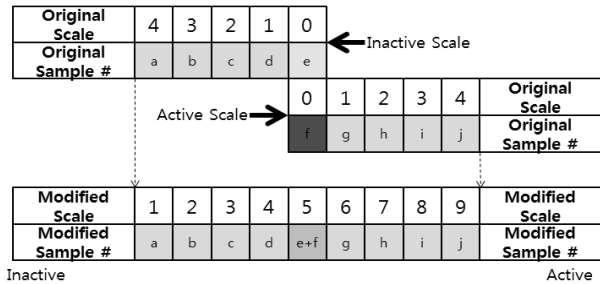 Original Scale 4 3 2 1 0
Original Sample # a b c d e
Inactive Scale
Active Scale
0 1 2 3 4 Original Scale
f g h i j Original Sample #
Modified Scale 1 2 3 4 5 6 7 8 9 Modified Scale
Modified Sample # a b c d e+f g h i j Modified Sample #
Inactive Active